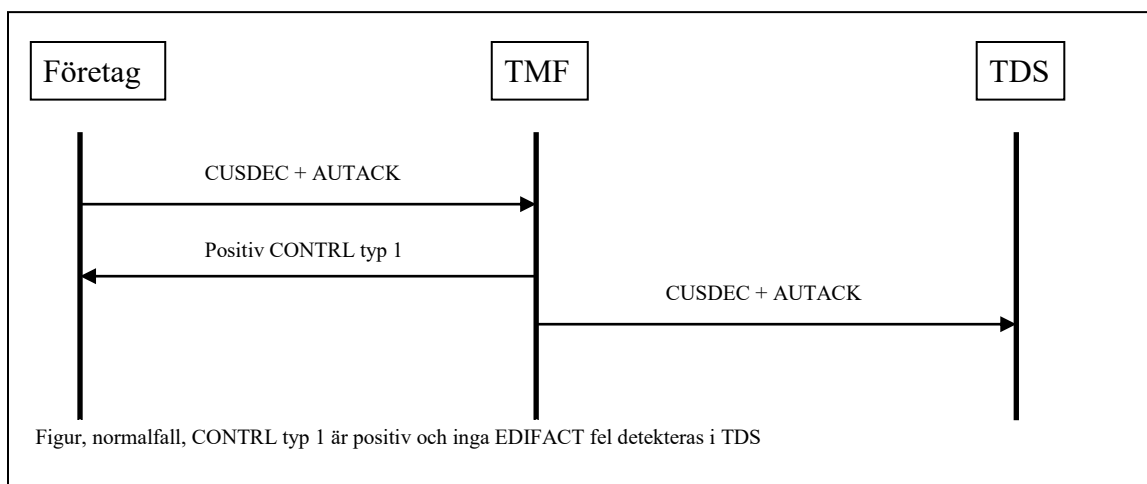 Företag
TMF
TDS
CUSDEC + AUTACK
Positiv CONTRL typ 1
CUSDEC + AUTACK
Figur, normalfall, CONTRL typ 1 är positiv och inga EDIFACT fel detekteras i TDS